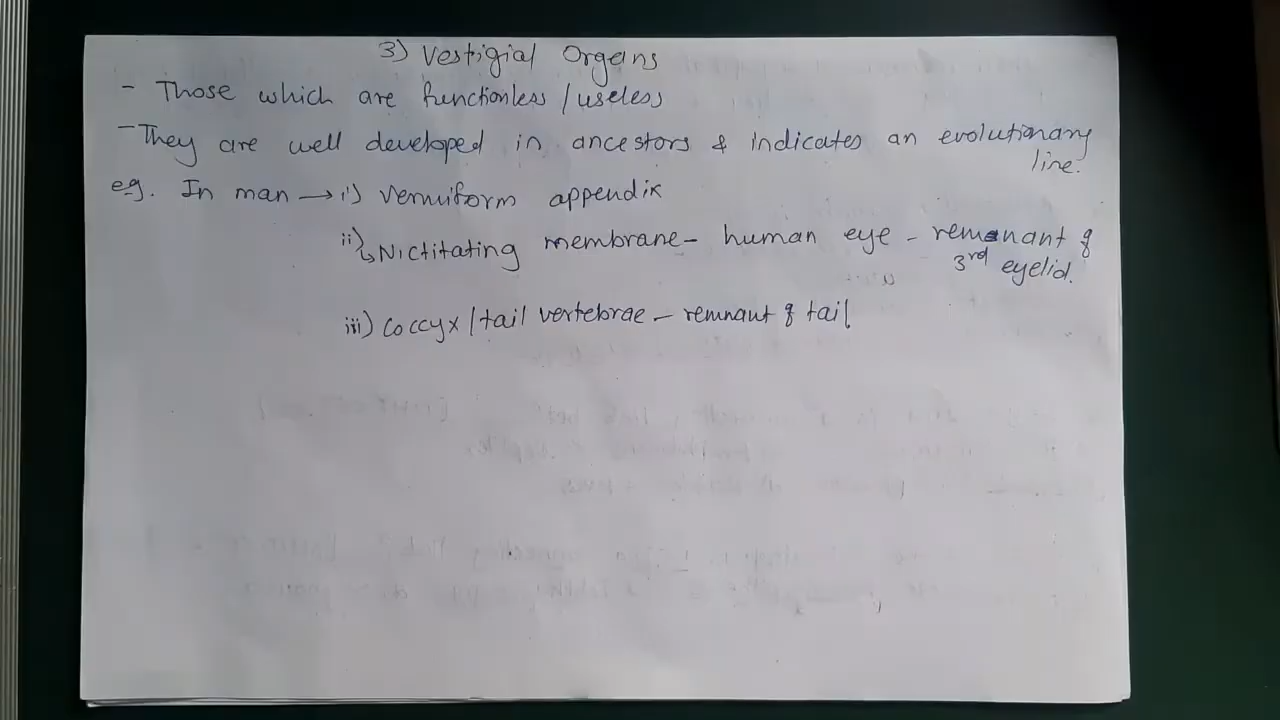 3) Vestigial Organs
- Those which are functionless / useless
- They are well developed in ancestors & indicates an evolutionary
line.
eg. In man → i) Vermiform appendix
ii) ↳ Nictitating membrane - human eye - remanant of
3rd eyelid.
iii) Coccyx / tail vertebrae - remnant of tail